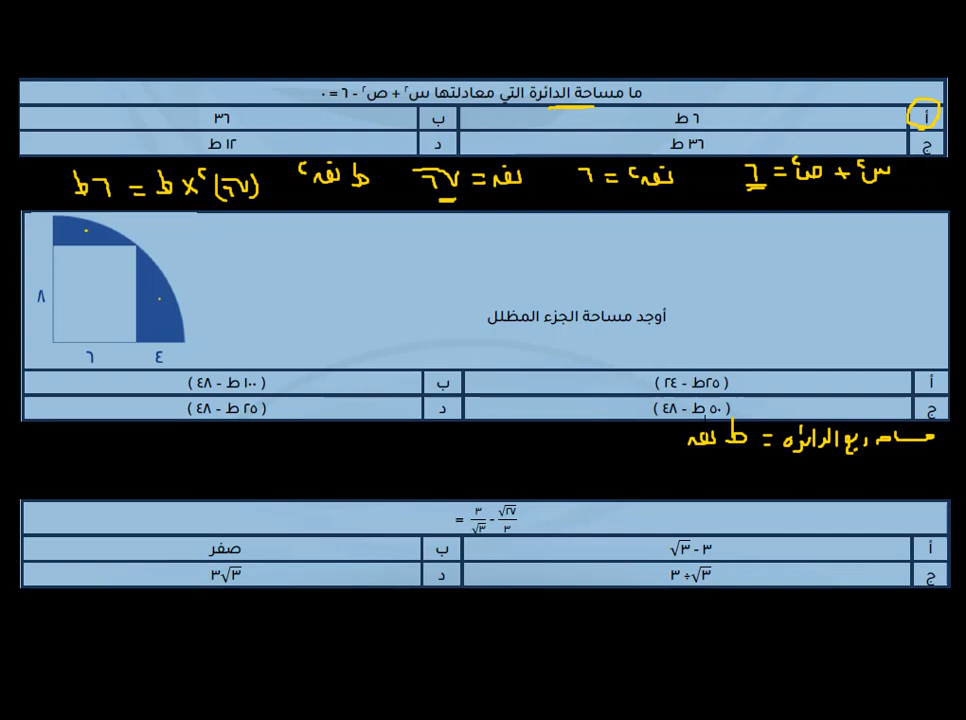 ما مساحة الدائرة التي معادلتها س٢ + ص٢ - ٦ = ٠
أ ٦ ط ب ٣٦
ج ٣٦ ط د ١٢ ط
س٢ + ص٢ = ٦ نق٢ = ٦ نق = √٦ ط نق٢ (√٦)٢ × ط = ٦ ط
أوجد مساحة الجزء المظلل
٨
٦ ٤
أ (٢٥ط - ٢٤) ب (١٠٠ ط - ٤٨)
ج (٥٠ ط - ٤٨) د (٢٥ ط - ٤٨)
مساحة ربع الدائرة = ط نق
√٢٧/٣ - ٣/√٣ =
أ ٣ - √٣ ب صفر
ج √٣ ÷ ٣ د ٣√٣